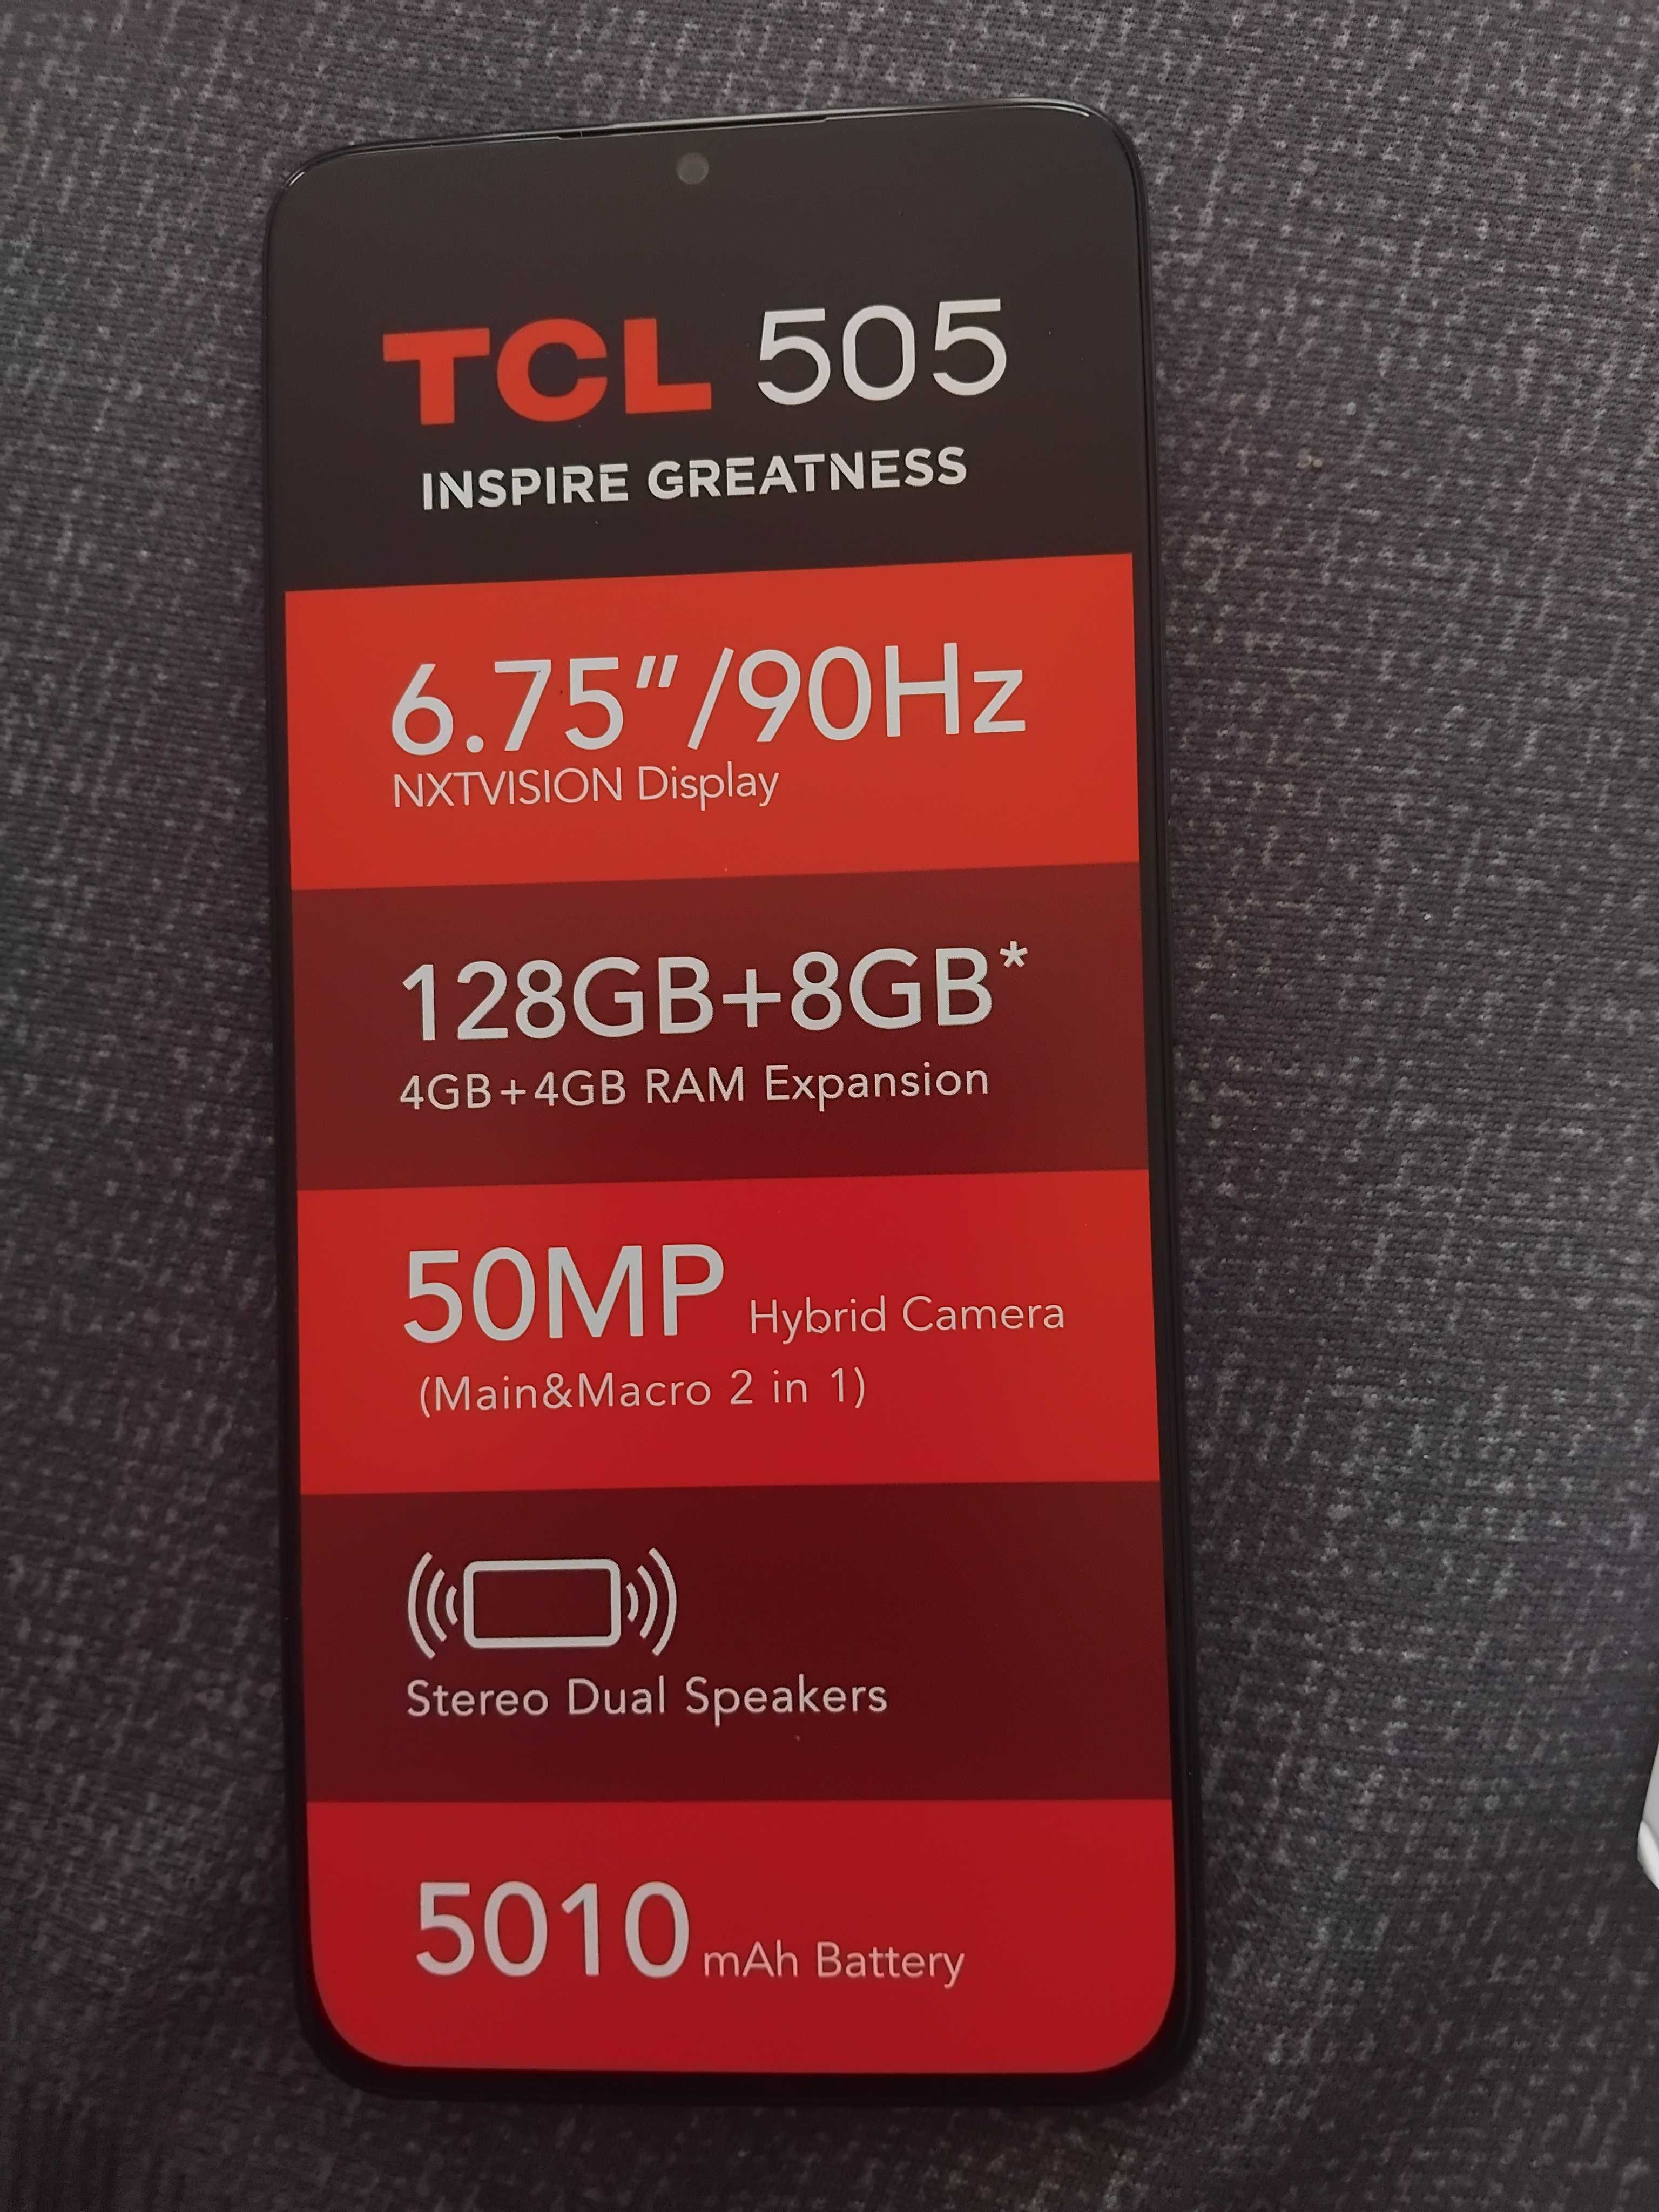 TCL 505
INSPIRE GREATNESS
6.75"/90Hz
NXTVISION Display
128GB+8GB*
4GB+4GB RAM Expansion
50MP Hybrid Camera
(Main&Macro 2 in 1)
Stereo Dual Speakers
5010 mAh Battery